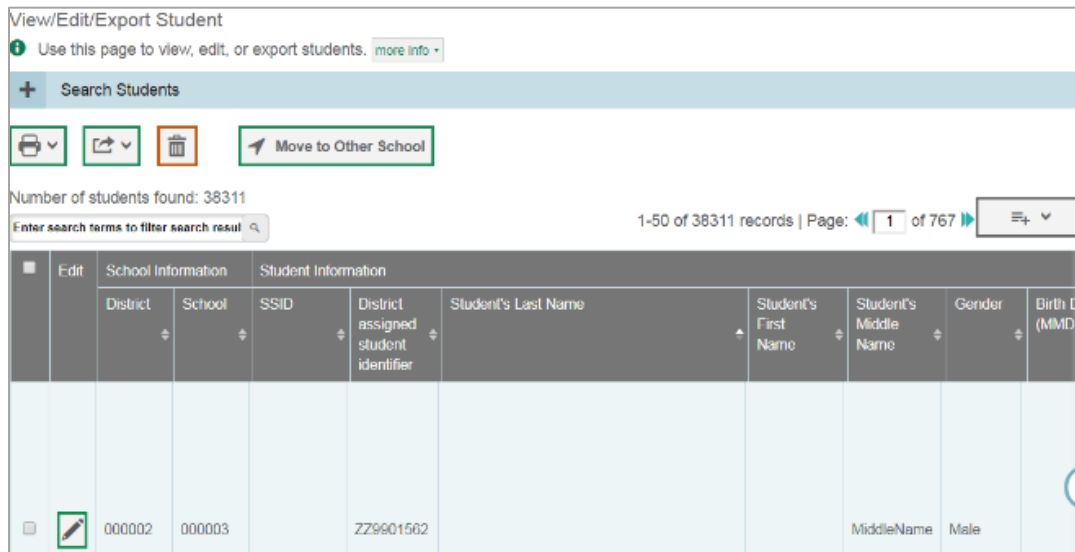 View/Edit/Export Student
Use this page to view, edit, or export students. more info
Search Students
Move to Other School
Number of students found: 38311
Enter search terms to filter search resul
1-50 of 38311 records | Page: 1 of 767
Edit School Information Student Information
District School SSID District assigned student identifier Student's Last Name Student's First Name Student's Middle Name Gender Birth D (MMD
000002 000003 ZZ9901562 MiddleName Male